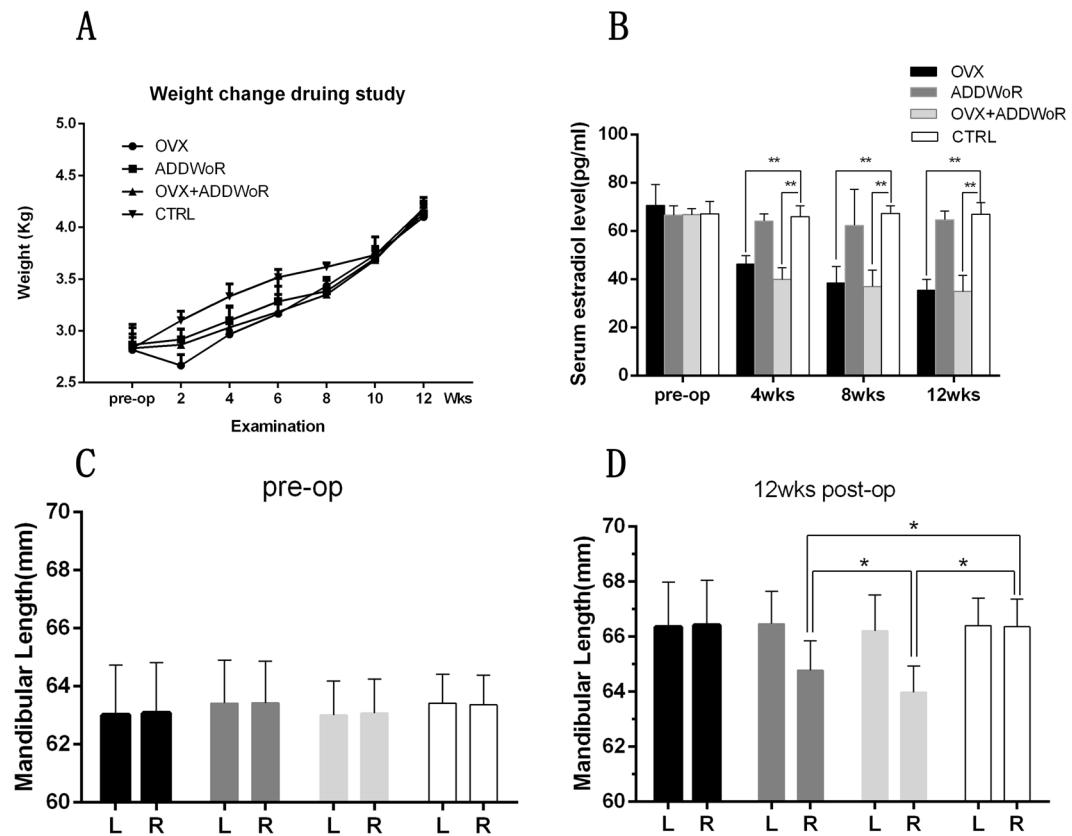 A
Weight change druing study
Weight (Kg)
5.0
4.5
4.0
3.5
3.0
2.5
OVX
ADDWoR
OVX+ADDWoR
CTRL
pre-op 2 4 6 8 10 12 Wks
Examination
B
OVX
ADDWoR
OVX+ADDWoR
CTRL
Serum estradiol level(pg/ml)
100
80
60
40
20
0
** ** **
** ** **
pre-op 4wks 8wks 12wks
C
pre-op
Mandibular Length(mm)
70
68
66
64
62
60
L R L R L R L R
D
12wks post-op
Mandibular Length(mm)
70
68
66
64
62
60
*
* *
L R L R L R L R